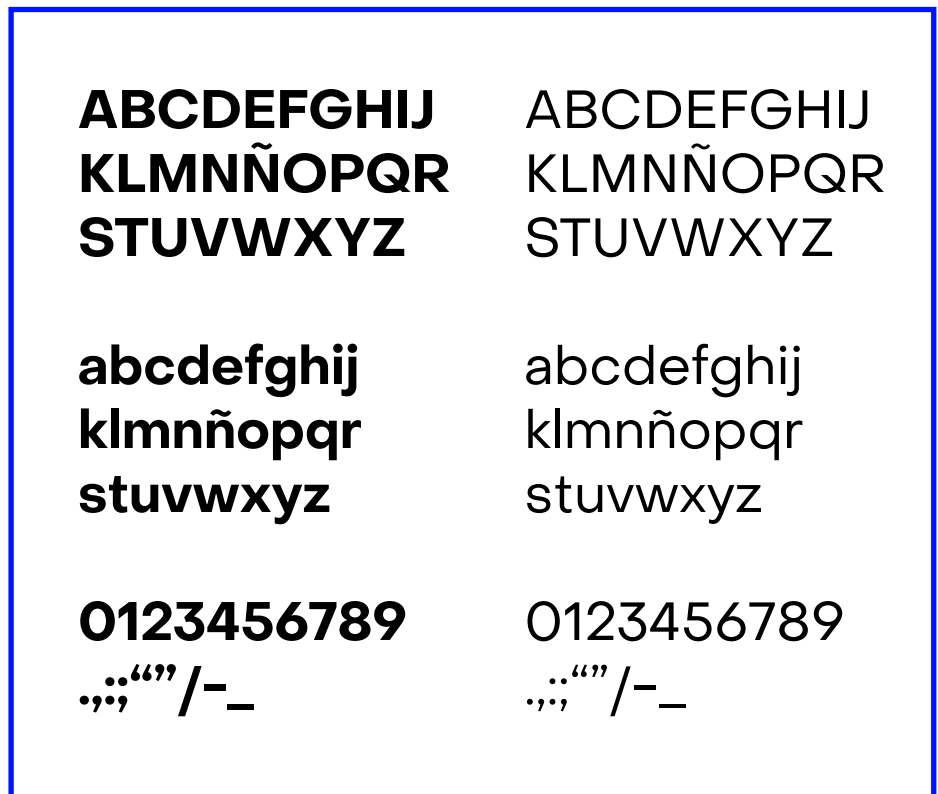 ABCDEFGHIJ
KLMNÑOPQR
STUVWXYZ
abcdefghij
klmnñopqr
stuvwxyz
0123456789
.,:;“”/-_
ABCDEFGHIJ
KLMNÑOPQR
STUVWXYZ
abcdefghij
klmnñopqr
stuvwxyz
0123456789
.,:;“”/-_